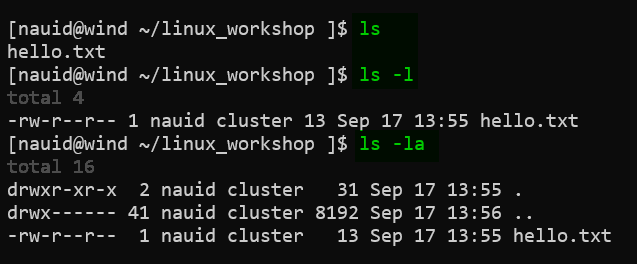 [nauid@wind ~/linux_workshop ]$ ls
hello.txt
[nauid@wind ~/linux_workshop ]$ ls -l
total 4
-rw-r--r-- 1 nauid cluster 13 Sep 17 13:55 hello.txt
[nauid@wind ~/linux_workshop ]$ ls -la
total 16
drwxr-xr-x  2 nauid cluster   31 Sep 17 13:55 .
drwx------ 41 nauid cluster 8192 Sep 17 13:56 ..
-rw-r--r--  1 nauid cluster   13 Sep 17 13:55 hello.txt